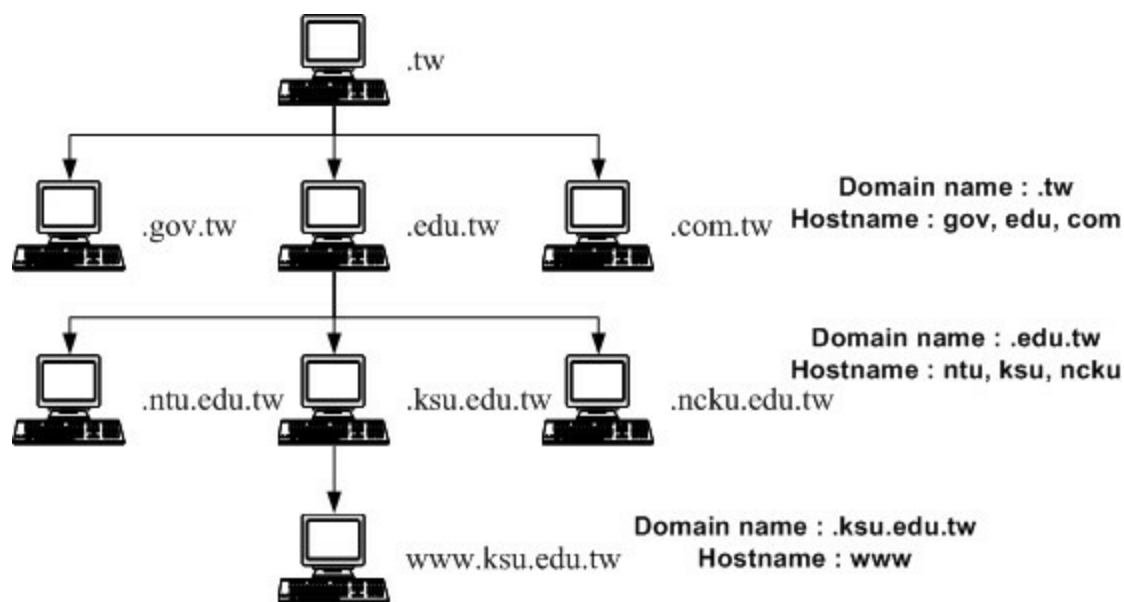 .tw
.gov.tw
.edu.tw
.com.tw
Domain name : .tw
Hostname : gov, edu, com
.ntu.edu.tw
.ksu.edu.tw
.ncku.edu.tw
Domain name : .edu.tw
Hostname : ntu, ksu, ncku
www.ksu.edu.tw
Domain name : .ksu.edu.tw
Hostname : www